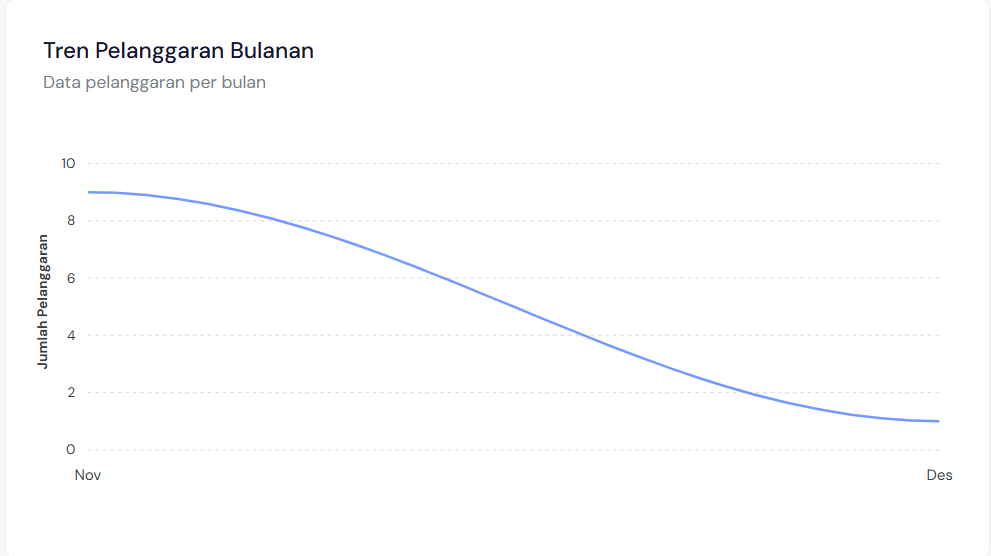 Tren Pelanggaran Bulanan
Data pelanggaran per bulan
Jumlah Pelanggaran
10
8
6
4
2
0
Nov
Des